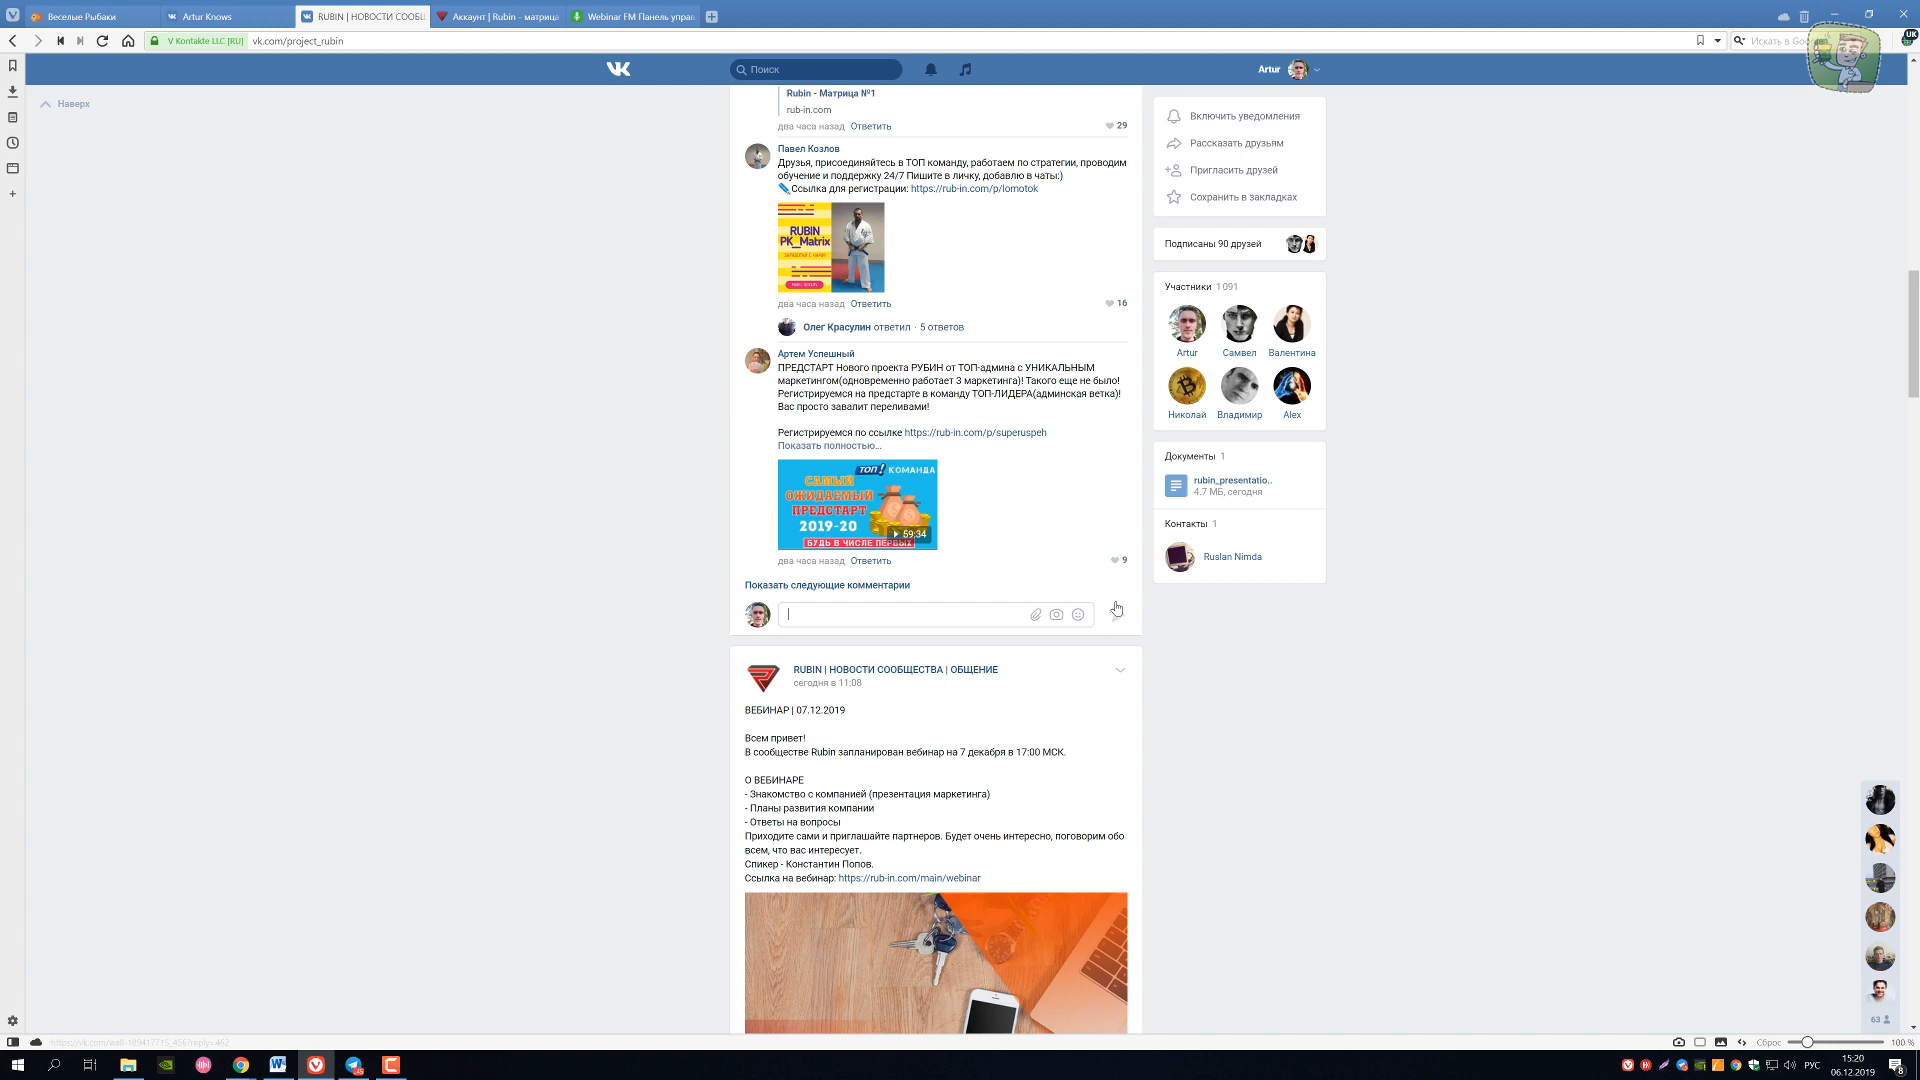 Веселые Рыбаки
Artur Knows
RUBIN | НОВОСТИ СООБЩ
Аккаунт | Rubin - матрица
Webinar FM Панель упра
V Kontakte LLC [RU]
vk.com/project_rubin
Искать в Goo
UK
Поиск
Artur
Наверх
Rubin - Матрица №1
rub-in.com
два часа назад Ответить
29
Павел Козлов
Друзья, присоединяйтесь в ТОП команду, работаем по стратегии, проводим
обучение и поддержку 24/7 Пишите в личку, добавлю в чаты:)
Ссылка для регистрации: https://rub-in.com/p/lomotok
RUBIN
PK_Matrix
два часа назад Ответить
16
Олег Красулин ответил · 5 ответов
Артем Успешный
ПРЕДСТАРТ Нового проекта РУБИН от ТОП-админа с УНИКАЛЬНЫМ
маркетингом(одновременно работает 3 маркетинга)! Такого еще не было!
Регистрируемся на предстарте в команду ТОП-ЛИДЕРА(админская ветка)!
Вас просто завалит переливами!
Регистрируемся по ссылке https://rub-in.com/p/superuspeh
Показать полностью...
ТОП! КОМАНДА
САМЫЙ
ОЖИДАЕМЫЙ
ПРЕДСТАРТ
2019-20
59:34
БУДЬ В ЧИСЛЕ ПЕРВЫХ
два часа назад Ответить
9
Показать следующие комментарии
RUBIN | НОВОСТИ СООБЩЕСТВА | ОБЩЕНИЕ
сегодня в 11:08
ВЕБИНАР | 07.12.2019
Всем привет!
В сообществе Rubin запланирован вебинар на 7 декабря в 17:00 МСК.
О ВЕБИНАРЕ
- Знакомство с компанией (презентация маркетинга)
- Планы развития компании
- Ответы на вопросы
Приходите сами и приглашайте партнеров. Будет очень интересно, поговорим обо
всем, что вас интересует.
Спикер - Константин Попов.
Ссылка на вебинар: https://rub-in.com/main/webinar
Включить уведомления
Рассказать друзьям
Пригласить друзей
Сохранить в закладках
Подписаны 90 друзей
Участники 1 091
Artur
Самвел
Валентина
Николай
Владимир
Alex
Документы 1
rubin_presentatio..
4.7 МБ, сегодня
Контакты 1
Ruslan Nimda
63
https://vk.com/wall-189417715_456?reply=462
Сброс
100 %
РУС
15:20
06.12.2019
8